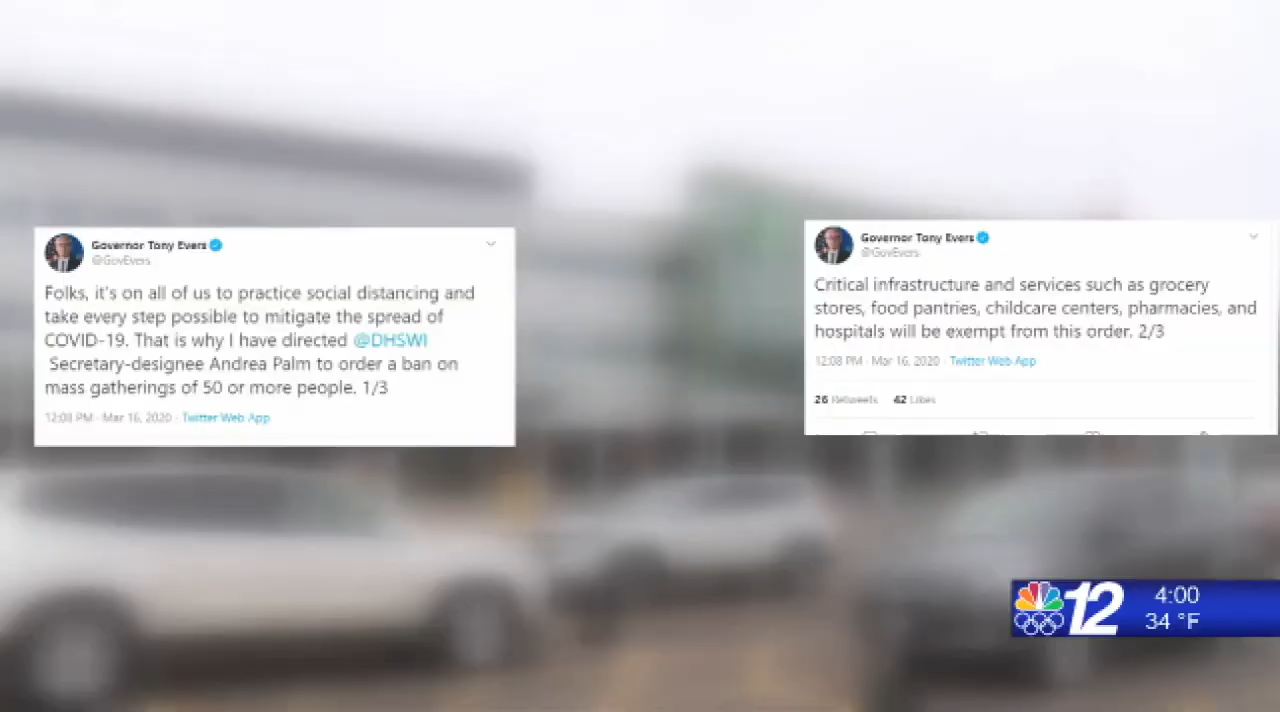 Governor Tony Evers
@GovEvers
Folks, it's on all of us to practice social distancing and
take every step possible to mitigate the spread of
COVID-19. That is why I have directed @DHSWI
Secretary-designee Andrea Palm to order a ban on
mass gatherings of 50 or more people. 1/3
12:08 PM · Mar 16, 2020 · Twitter Web App
Governor Tony Evers
@GovEvers
Critical infrastructure and services such as grocery
stores, food pantries, childcare centers, pharmacies, and
hospitals will be exempt from this order. 2/3
12:08 PM · Mar 16, 2020 · Twitter Web App
26 Retweets 42 Likes
12
4:00
34 °F